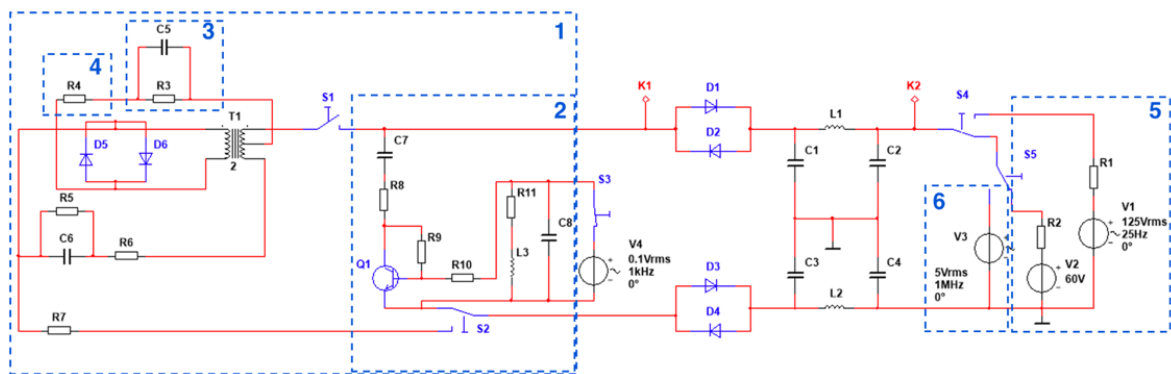 1
3
C5
4
R4
R3
T1
2
D5
D6
R5
C6
R6
R7
S1
2
C7
R8
R9
Q1
R10
R11
L3
C8
S3
V4
0.1Vrms
1kHz
0°
S2
K1
D1
D2
D3
D4
L1
C1
C2
C3
C4
L2
K2
S4
S5
5
R1
V1
125Vrms
25Hz
0°
6
V3
5Vrms
1MHz
0°
R2
V2
60V